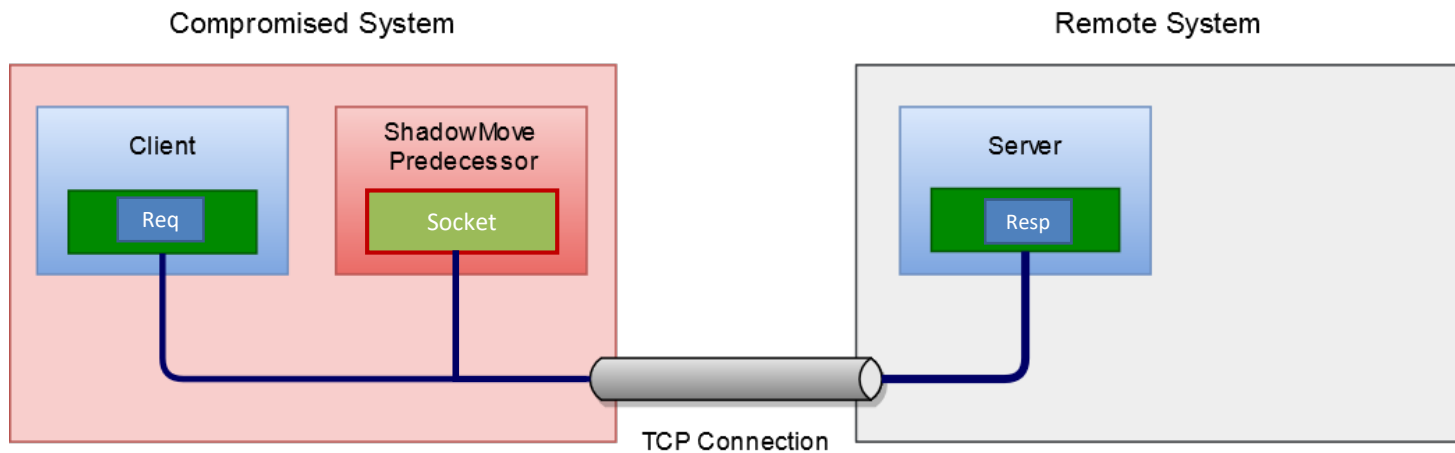 Compromised System
Remote System
Client
ShadowMove
Predecessor
Server
Req
Socket
Resp
TCP Connection